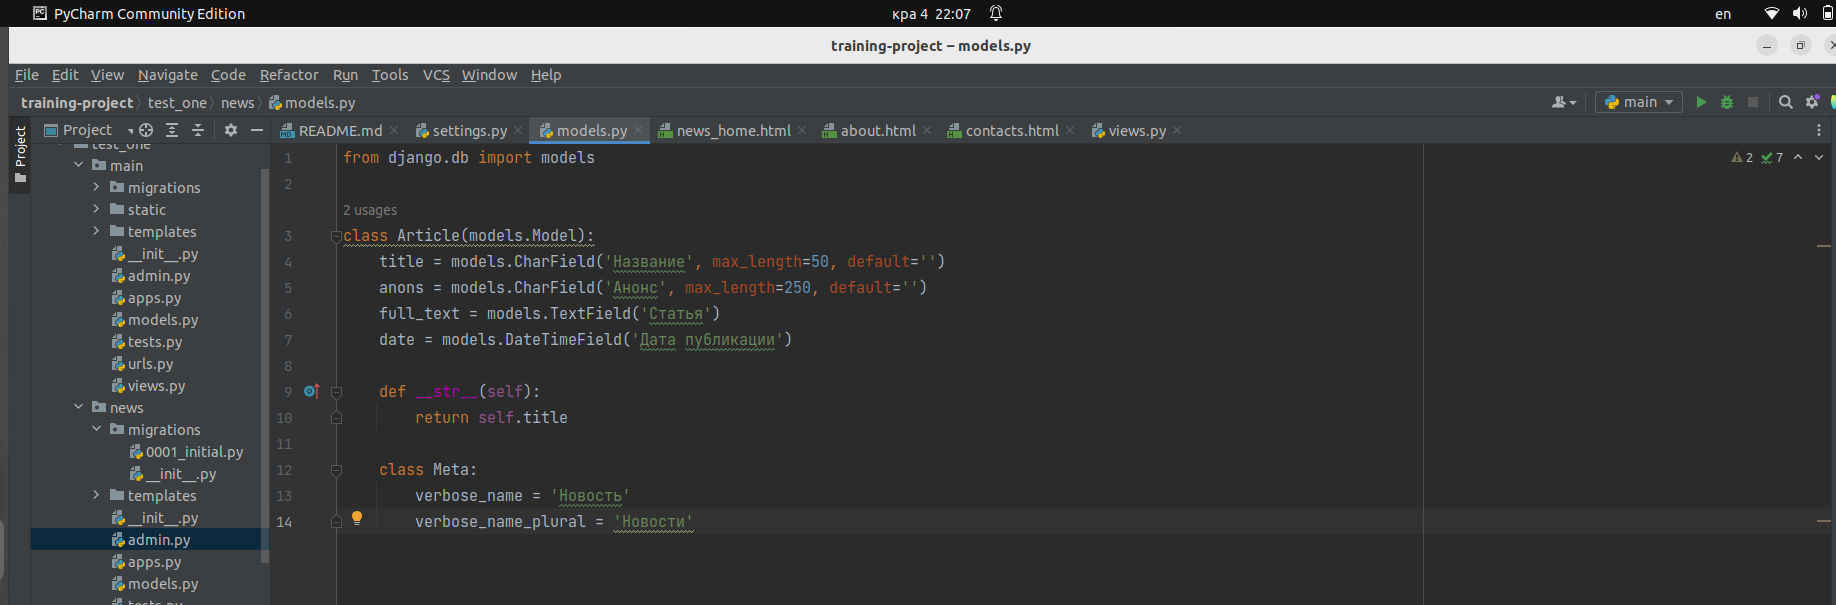 PyCharm Community Edition
кра 4 22:07
en
training-project – models.py
File Edit View Navigate Code Refactor Run Tools VCS Window Help
training-project test_one news models.py
main
Project
Project
README.md settings.py models.py news_home.html about.html contacts.html views.py
test_one
main
migrations
static
templates
__init__.py
admin.py
apps.py
models.py
tests.py
urls.py
views.py
news
migrations
0001_initial.py
__init__.py
templates
__init__.py
admin.py
apps.py
models.py
tests.py
2 7
1 from django.db import models
2
2 usages
3 class Article(models.Model):
4 title = models.CharField('Название', max_length=50, default='')
5 anons = models.CharField('Анонс', max_length=250, default='')
6 full_text = models.TextField('Статья')
7 date = models.DateTimeField('Дата публикации')
8
9 def __str__(self):
10 return self.title
11
12 class Meta:
13 verbose_name = 'Новость'
14 verbose_name_plural = 'Новости'